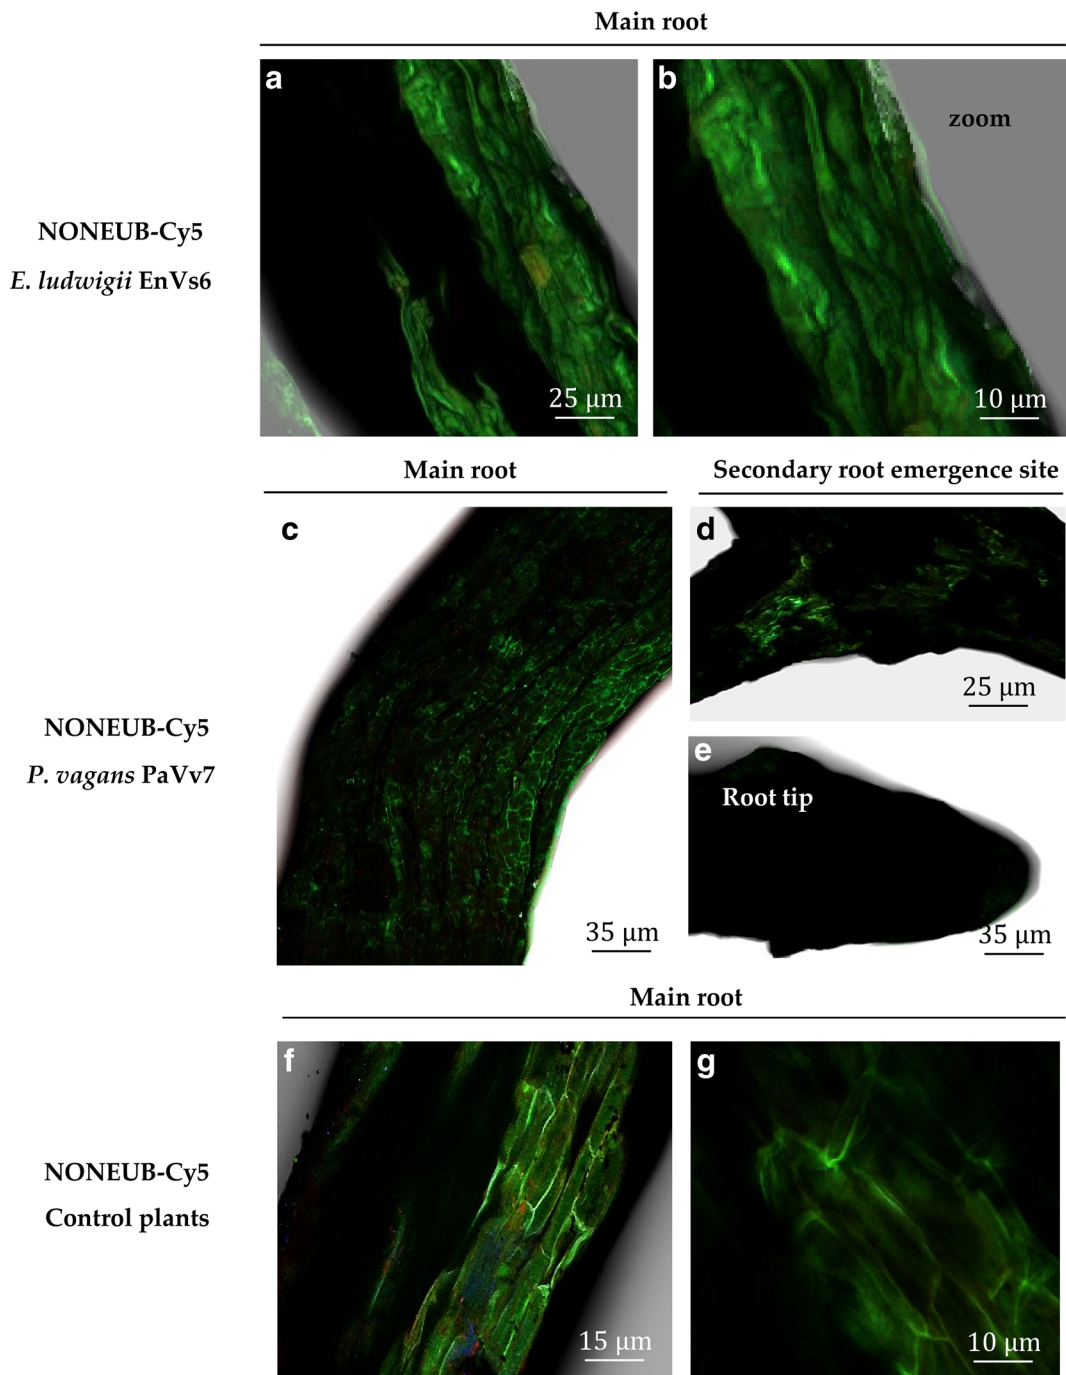 Main root
a
b
zoom
NONEUB-Cy5
E. ludwigii EnVs6
25 µm
10 µm
Main root
Secondary root emergence site
c
d
25 µm
NONEUB-Cy5
P. vagans PaVv7
e
Root tip
35 µm
35 µm
Main root
f
g
NONEUB-Cy5
Control plants
15 µm
10 µm